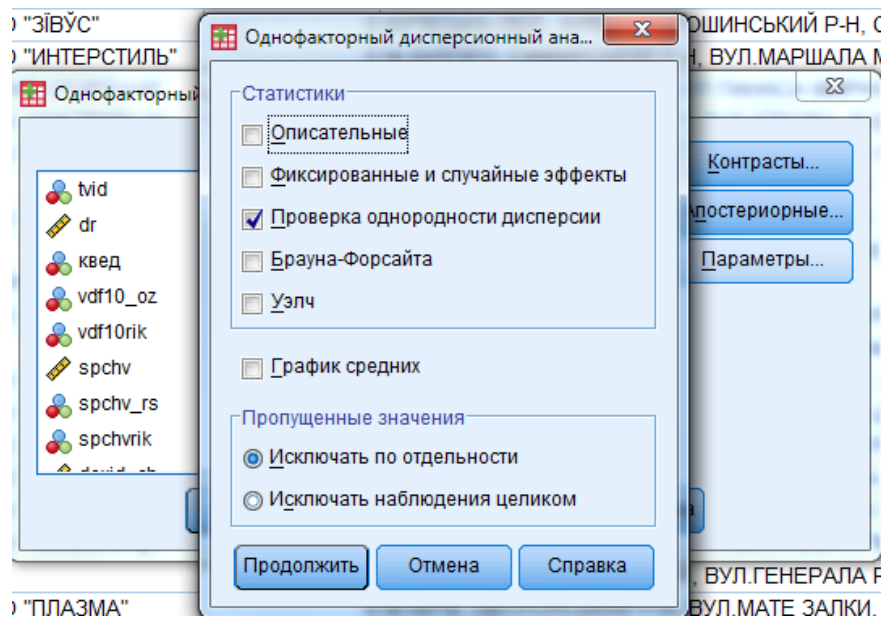 "ЗІВУС"
ОШИНСЬКИЙ Р-Н,
"ИНТЕРСТИЛЬ"
ВУЛ.МАРШАЛА
Однофакторный дисперсионный ана...
Однофакторный
Статистики
Описательные
Фиксированные и случайные эффекты
Проверка однородности дисперсии
Брауна-Форсайта
Уэлч
График средних
Пропущенные значения
Исключать по отдельности
Исключать наблюдения целиком
Продолжить
Отмена
Справка
tvid
dr
квед
vdf10_oz
vdf10rik
spchv
spchv_rs
spchvrik
Контрасты...
постериорные...
Параметры...
ВУЛ.ГЕНЕРАЛА
"ПЛАЗМА"
ВУЛ.МАТЕ ЗАЛКИ,